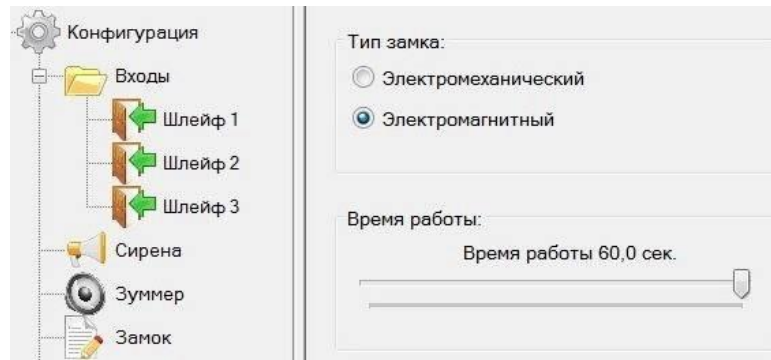 Конфигурация
Входы
Шлейф 1
Шлейф 2
Шлейф 3
Сирена
Зуммер
Замок
Тип замка:
Электромеханический
Электромагнитный
Время работы:
Время работы 60,0 сек.